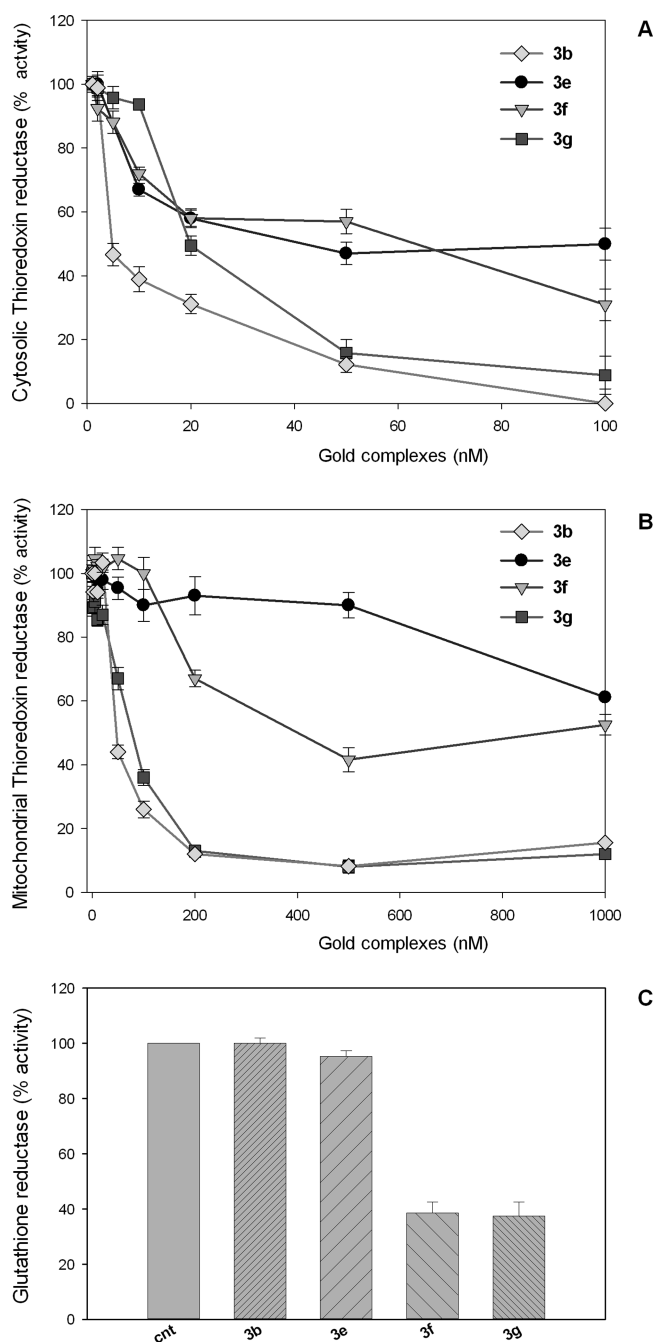 A
Cytosolic Thioredoxin reductase (% actvity)
120
100
80
60
40
20
0
3b
3e
3f
3g
0 20 40 60 80 100
Gold complexes (nM)
B
Mitochondrial Thioredoxin reductase (% activity)
120
100
80
60
40
20
0
3b
3e
3f
3g
0 200 400 600 800 1000
Gold complexes (nM)
C
Glutathione reductase (% activity)
120
100
80
60
40
20
0
cnt 3b 3e 3f 3g